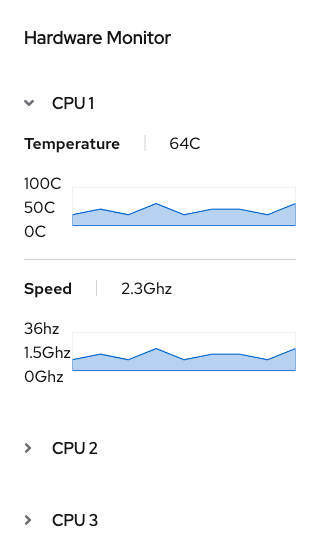 Hardware Monitor
CPU 1
Temperature 64C
100C
50C
0C
Speed 2.3Ghz
36hz
1.5Ghz
0Ghz
CPU 2
CPU 3